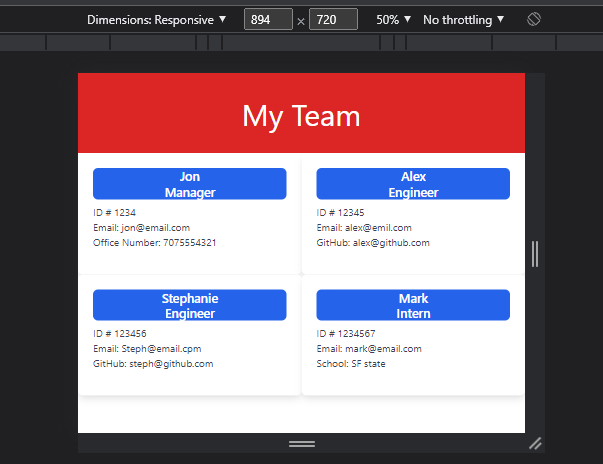 Dimensions: Responsive ▼ 894 × 720 50% ▼ No throttling ▼
My Team
Jon
Manager
ID # 1234
Email: jon@email.com
Office Number: 7075554321
Alex
Engineer
ID # 12345
Email: alex@emil.com
GitHub: alex@github.com
Stephanie
Engineer
ID # 123456
Email: Steph@email.cpm
GitHub: steph@github.com
Mark
Intern
ID # 1234567
Email: mark@email.com
School: SF state